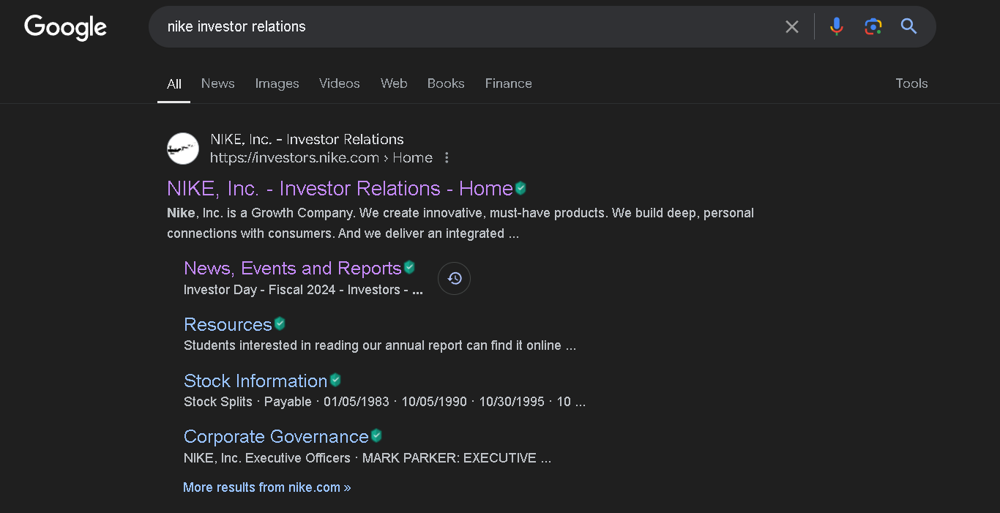 Google
nike investor relations
All News Images Videos Web Books Finance Tools
NIKE, Inc. - Investor Relations
https://investors.nike.com › Home
NIKE, Inc. - Investor Relations - Home
Nike, Inc. is a Growth Company. We create innovative, must-have products. We build deep, personal
connections with consumers. And we deliver an integrated ...
News, Events and Reports
Investor Day - Fiscal 2024 - Investors - ...
Resources
Students interested in reading our annual report can find it online ...
Stock Information
Stock Splits · Payable · 01/05/1983 · 10/05/1990 · 10/30/1995 · 10 ...
Corporate Governance
NIKE, Inc. Executive Officers · MARK PARKER: EXECUTIVE ...
More results from nike.com »